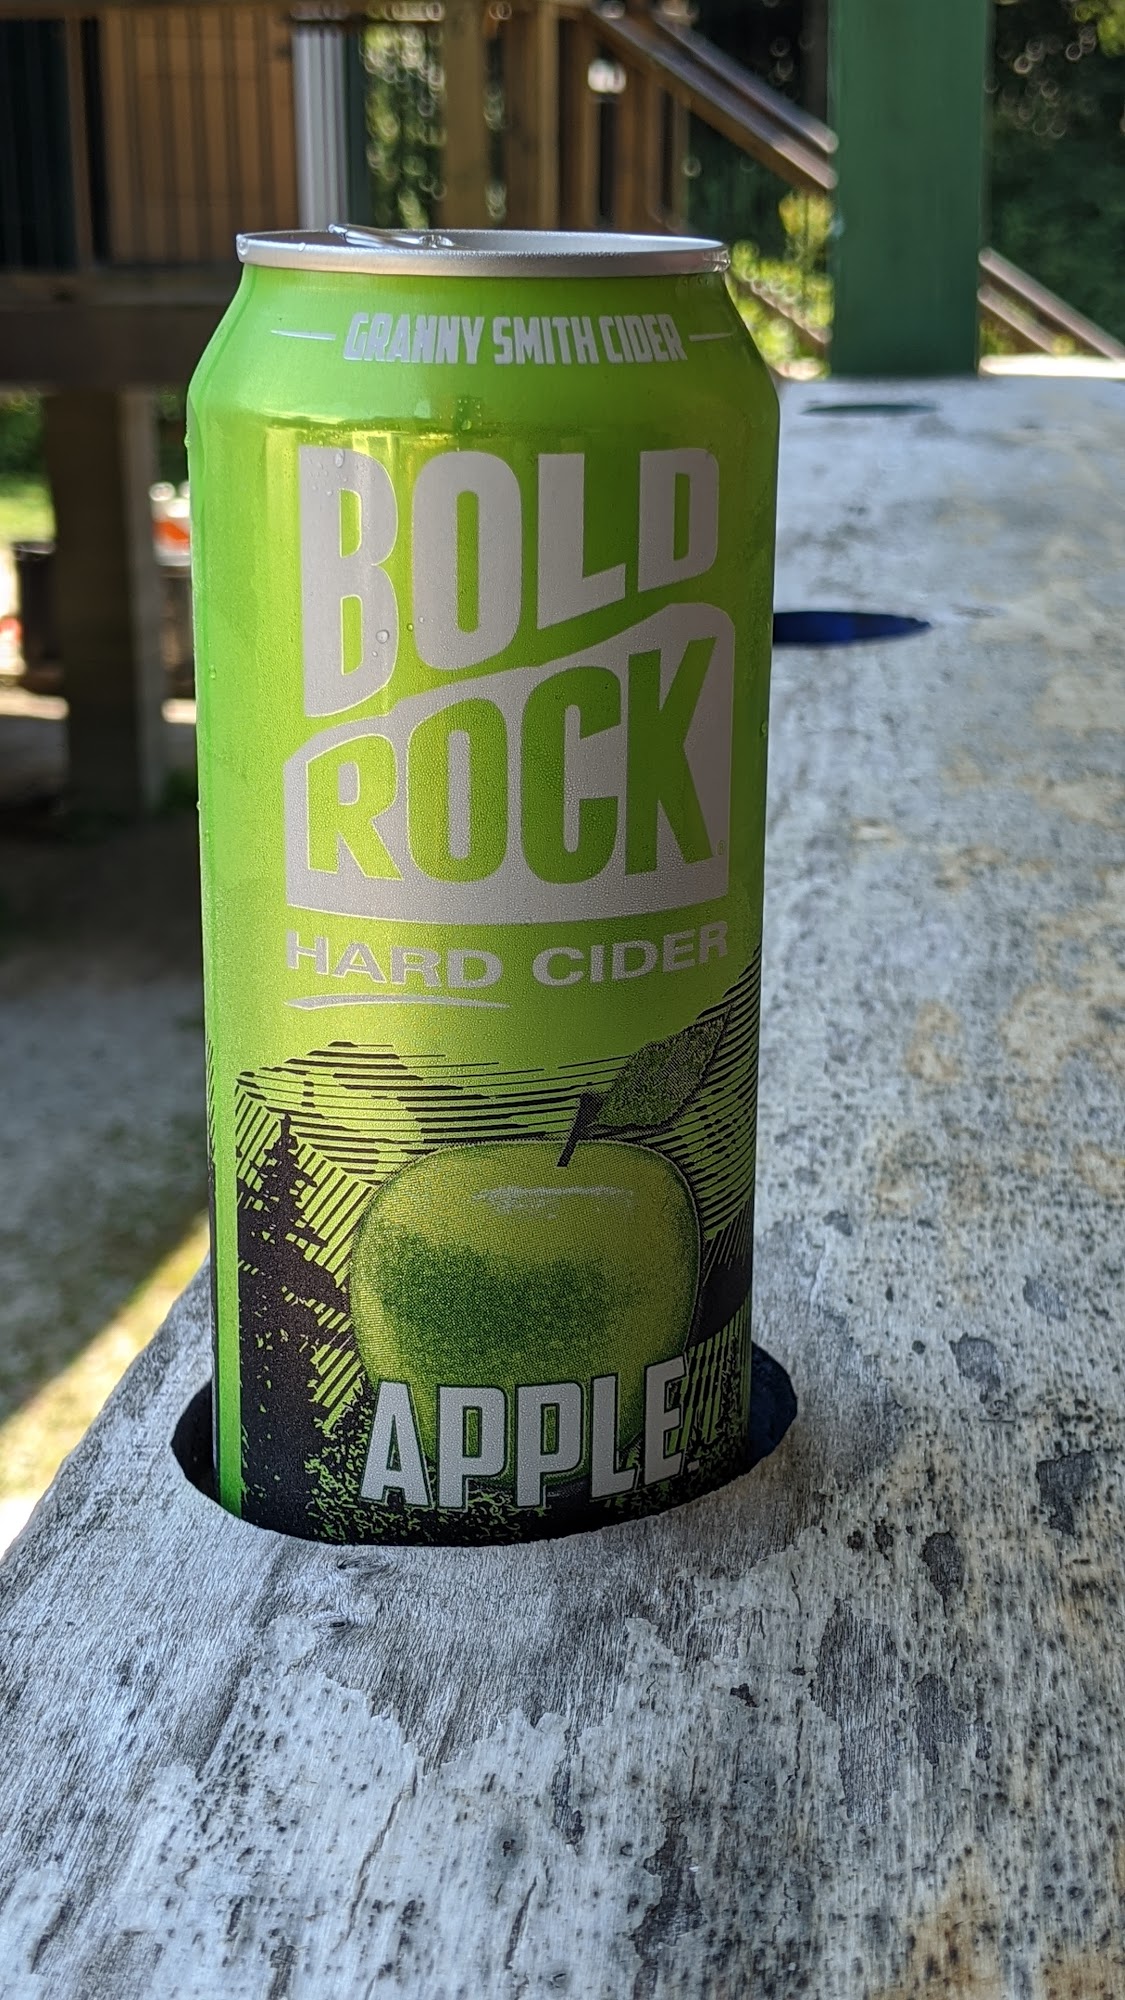 GRANNY SMITH CIDER
BOLD
ROCK
HARD CIDER
APPLE